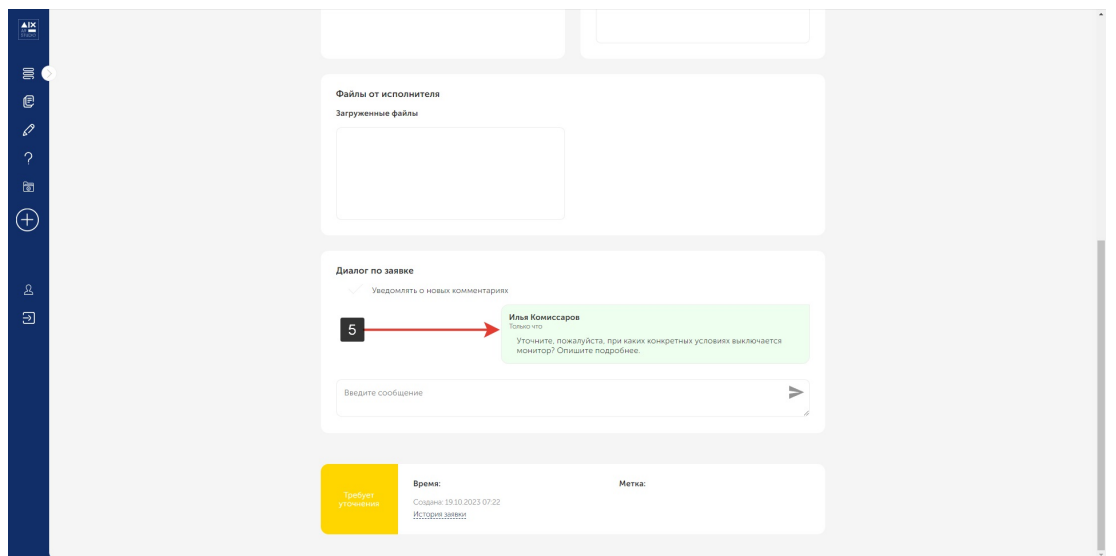 Файлы от исполнителя
Загруженные файлы
Диалог по заявке
Уведомлять о новых комментариях
5
Илья Комиссаров
Только что
Уточните, пожалуйста, при каких конкретных условиях выключается
монитор? Опишите подробнее.
Введите сообщение
Требует
уточнения
Время:
Создана: 19.10.2023 07:22
История заявки
Метка: